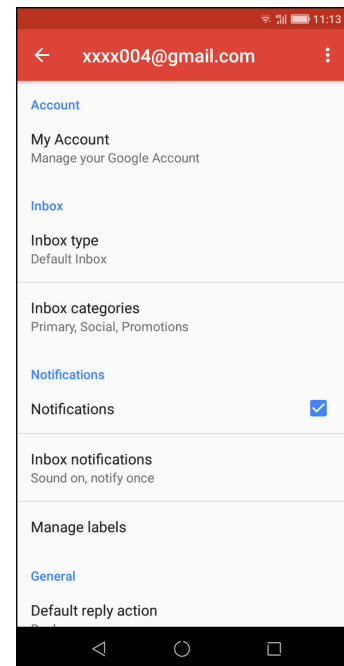 11:13
xxxx004@gmail.com
Account
My Account
Manage your Google Account
Inbox
Inbox type
Default Inbox
Inbox categories
Primary, Social, Promotions
Notifications
Notifications
Inbox notifications
Sound on, notify once
Manage labels
General
Default reply action